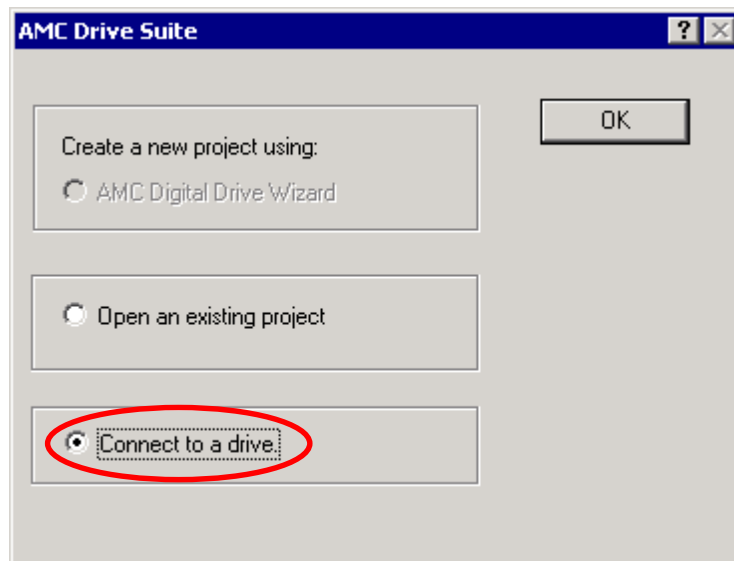 AMC Drive Suite
?
Create a new project using:
OK
AMC Digital Drive Wizard
Open an existing project
Connect to a drive.